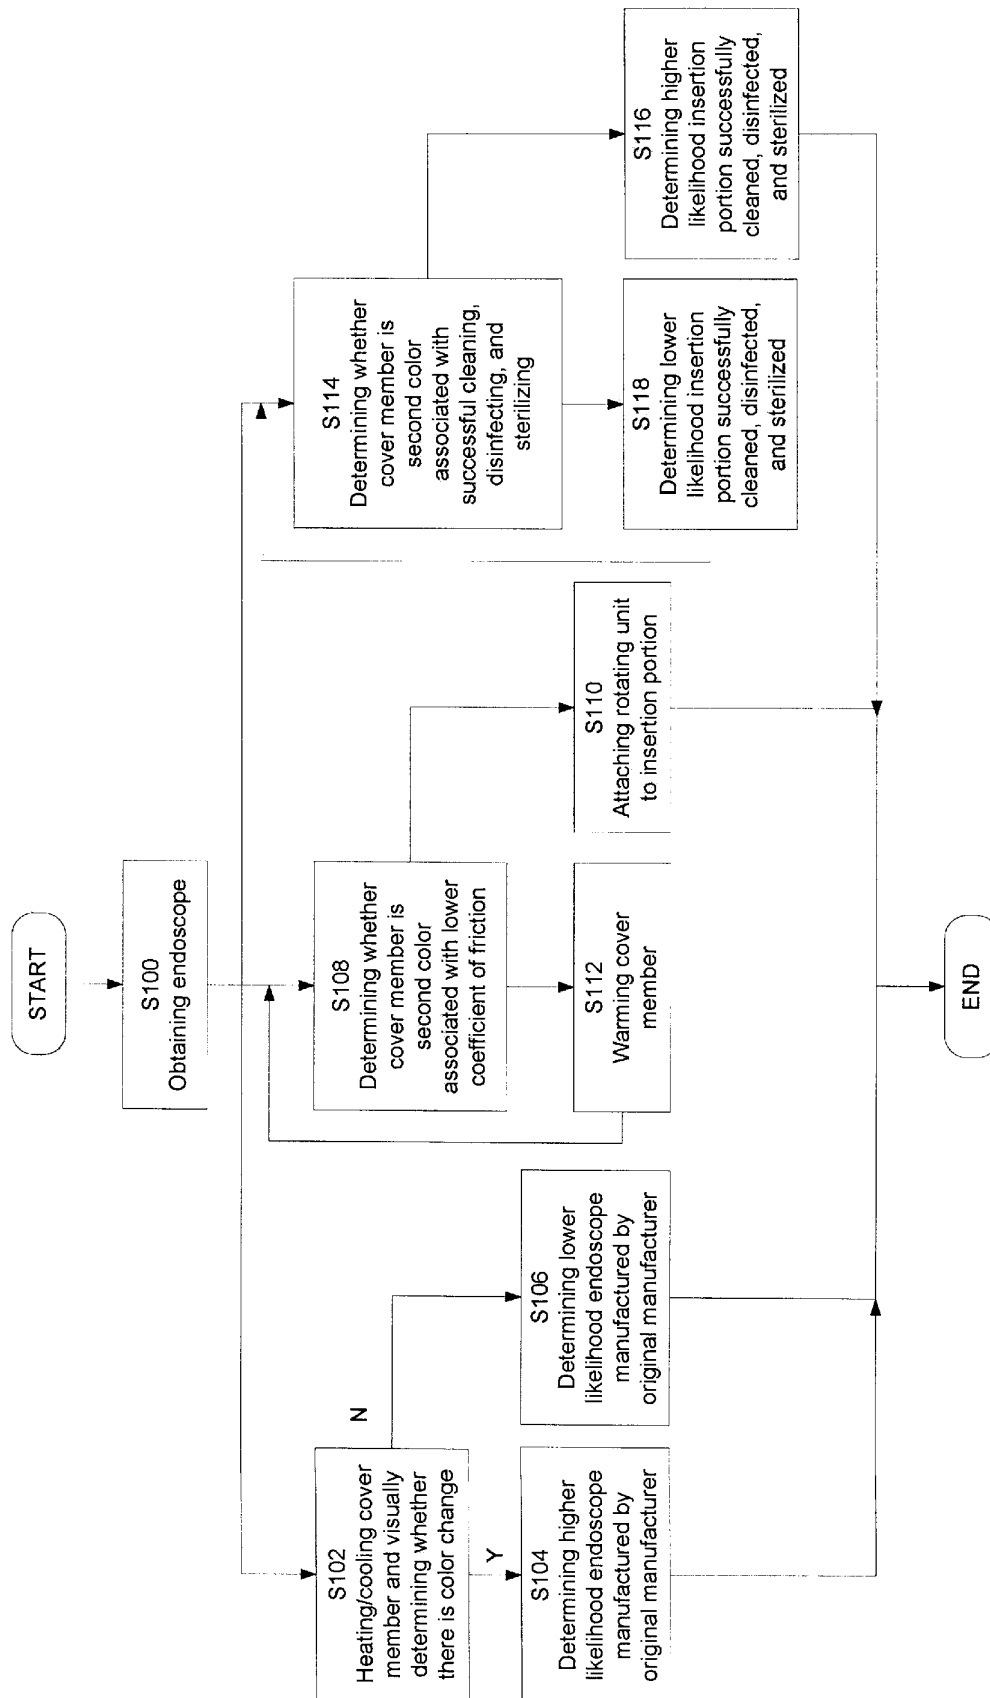 START
S100
Obtaining endoscope
S102
Heating/cooling cover
member and visually
determining whether
there is color change
N
Y
S104
Determining higher
likelihood endoscope
manufactured by
original manufacturer
S106
Determining lower
likelihood endoscope
manufactured by
original manufacturer
S108
Determining whether
cover member is
second color
associated with lower
coefficient of friction
S112
Warming cover
member
S110
Attaching rotating unit
to insertion portion
S114
Determining whether
cover member is
second color
associated with
successful cleaning,
disinfecting, and
sterilizing
S118
Determining lower
likelihood insertion
portion successfully
cleaned, disinfected,
and sterilized
S116
Determining higher
likelihood insertion
portion successfully
cleaned, disinfected,
and sterilized
END